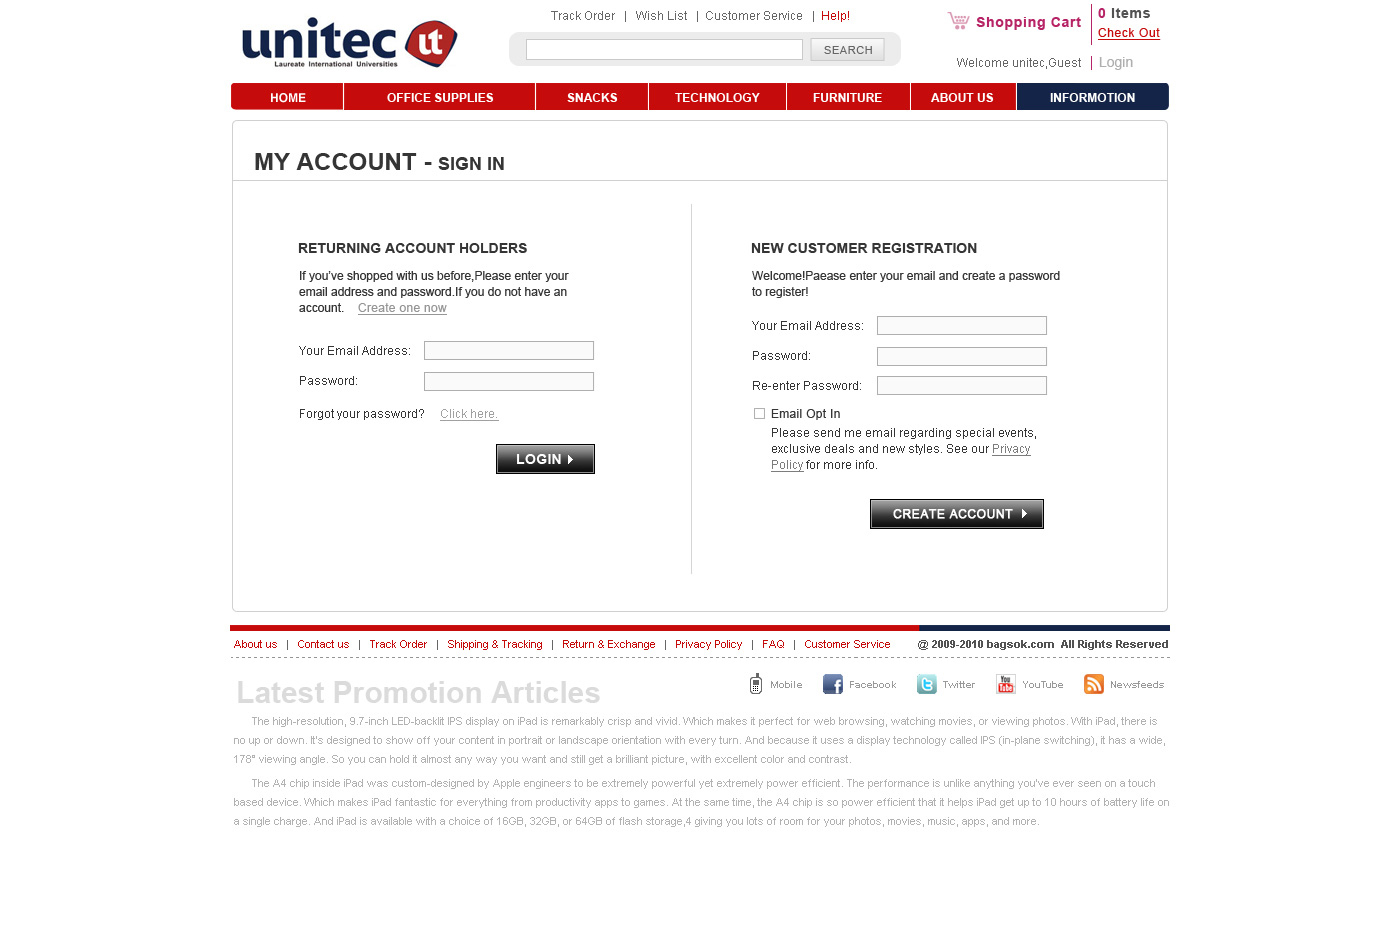 unitec it
Laureate International Universities
Track Order | Wish List | Customer Service | Help!
SEARCH
Shopping Cart
0 Items
Check Out
Welcome unitec,Guest | Login
HOME
OFFICE SUPPLIES
SNACKS
TECHNOLOGY
FURNITURE
ABOUT US
INFORMOTION
MY ACCOUNT - SIGN IN
RETURNING ACCOUNT HOLDERS
If you've shopped with us before,Please enter your
email address and password.If you do not have an
account. Create one now
Your Email Address:
Password:
Forgot your password? Click here.
LOGIN
NEW CUSTOMER REGISTRATION
Welcome!Paease enter your email and create a password
to register!
Your Email Address:
Password:
Re-enter Password:
Email Opt In
Please send me email regarding special events,
exclusive deals and new styles. See our Privacy
Policy for more info.
CREATE ACCOUNT
About us | Contact us | Track Order | Shipping & Tracking | Return & Exchange | Privacy Policy | FAQ | Customer Service
@ 2009-2010 bagsok.com All Rights Reserved
Latest Promotion Articles
Mobile
Facebook
Twitter
You Tube YouTube
Newsfeeds
The high-resolution, 9.7-inch LED-backlit IPS display on iPad is remarkably crisp and vivid. Which makes it perfect for web browsing, watching movies, or viewing photos. With iPad, there is
no up or down. It's designed to show off your content in portrait or landscape orientation with every turn. And because it uses a display technology called IPS (in-plane switching), it has a wide,
178° viewing angle. So you can hold it almost any way you want and still get a brilliant picture, with excellent color and contrast.
The A4 chip inside iPad was custom-designed by Apple engineers to be extremely powerful yet extremely power efficient. The performance is unlike anything you've ever seen on a touch
based device. Which makes iPad fantastic for everything from productivity apps to games. At the same time, the A4 chip is so power efficient that it helps iPad get up to 10 hours of battery life on
a single charge. And iPad is available with a choice of 16GB, 32GB, or 64GB of flash storage,4 giving you lots of room for your photos, movies, music, apps, and more.